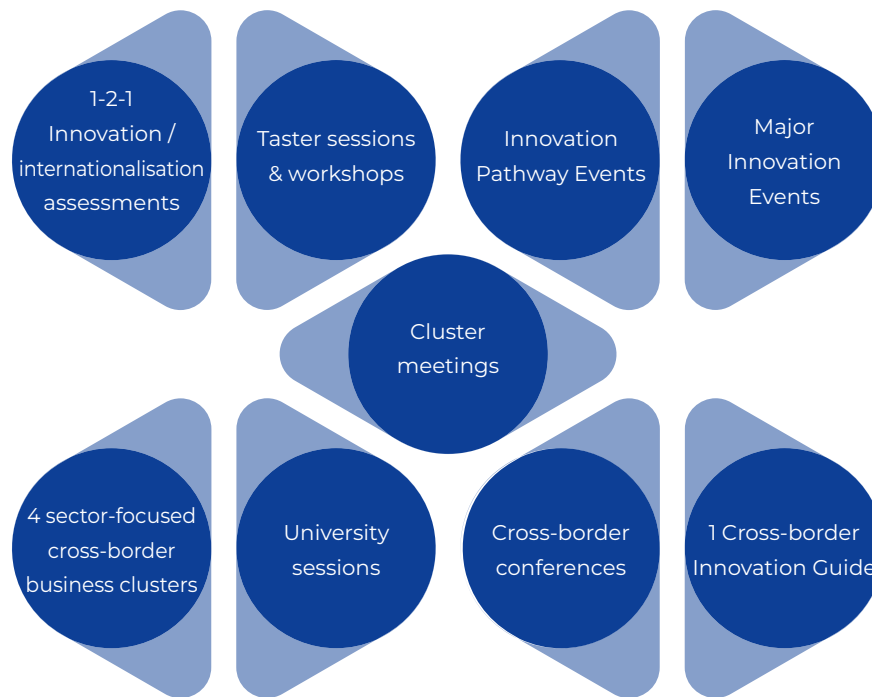 1-2-1
Innovation /
internationalisation
assessments
Taster sessions
& workshops
Innovation
Pathway Events
Major
Innovation
Events
Cluster
meetings
4 sector-focused
cross-border
business clusters
University
sessions
Cross-border
conferences
1 Cross-border
Innovation Guide